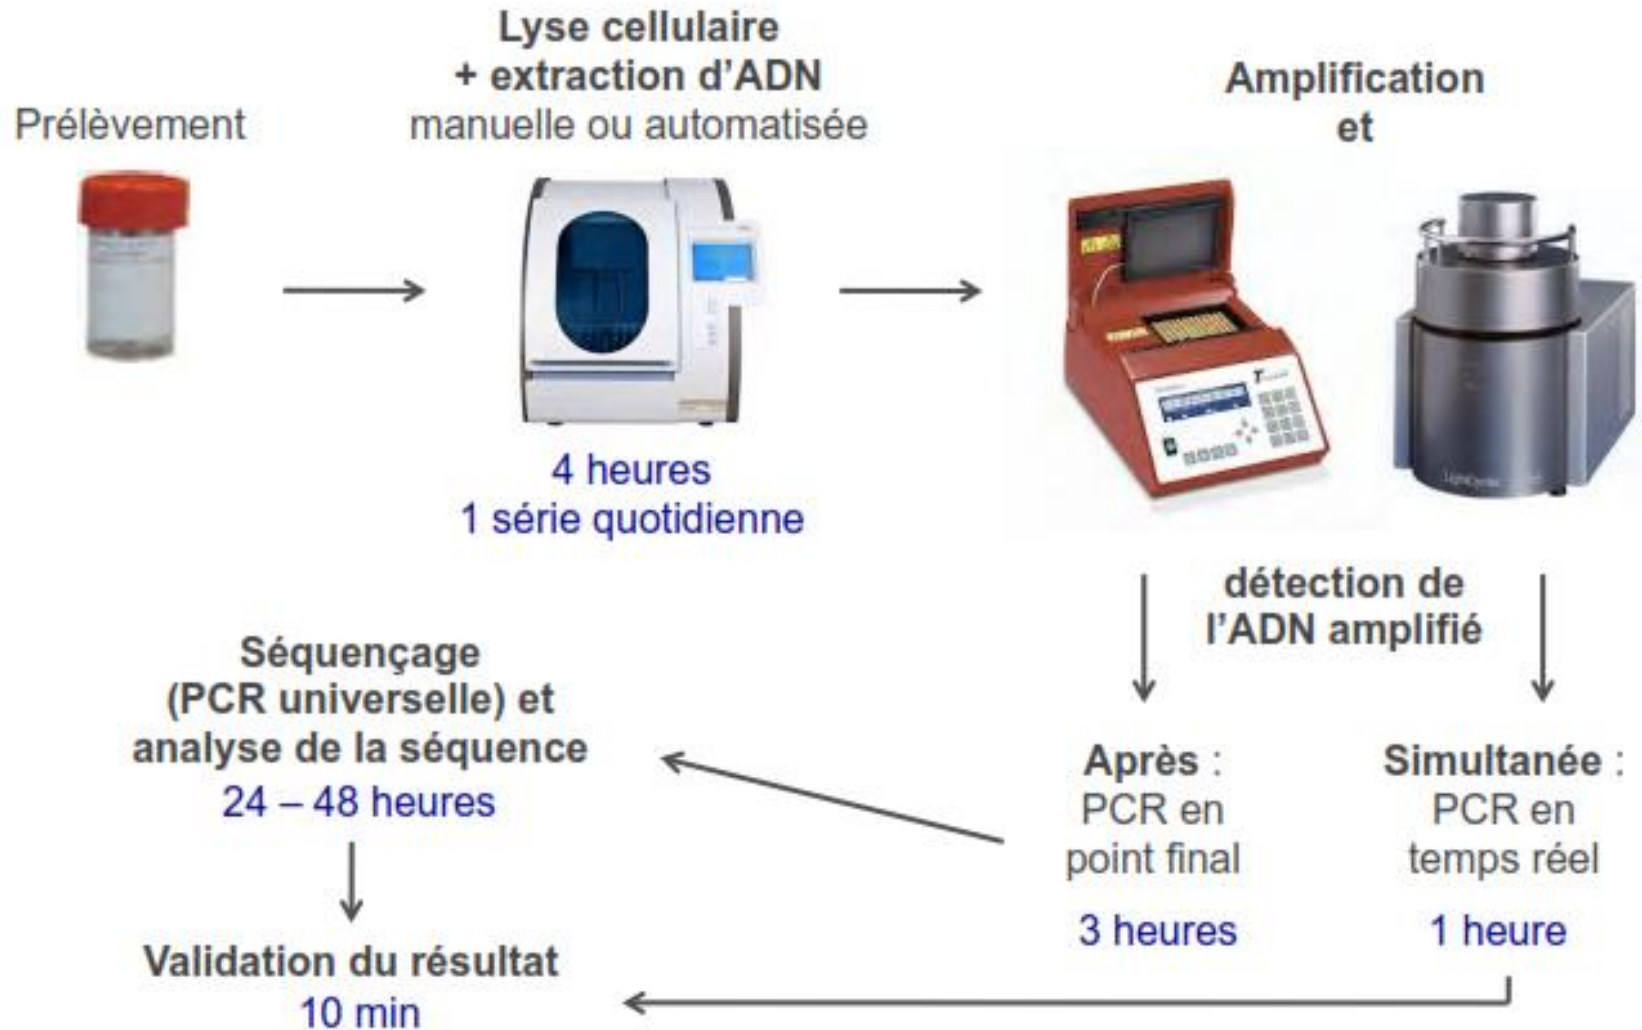 Prélèvement
Lyse cellulaire
+ extraction d’ADN
manuelle ou automatisée
4 heures
1 série quotidienne
Amplification
et
LightCycler
détection de
l’ADN amplifié
Après :
PCR en
point final
3 heures
Simultanée :
PCR en
temps réel
1 heure
Séquençage
(PCR universelle) et
analyse de la séquence
24 – 48 heures
Validation du résultat
10 min